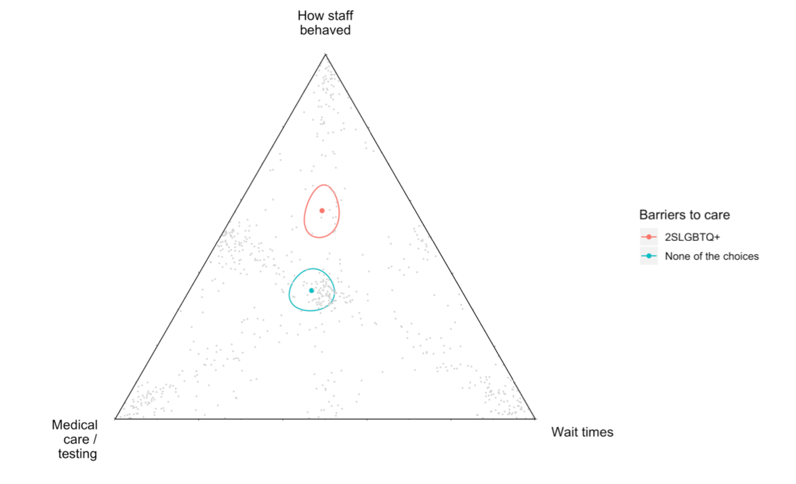 How staff
behaved
Barriers to care
2SLGBTQ+
None of the choices
Medical
care /
testing
Wait times